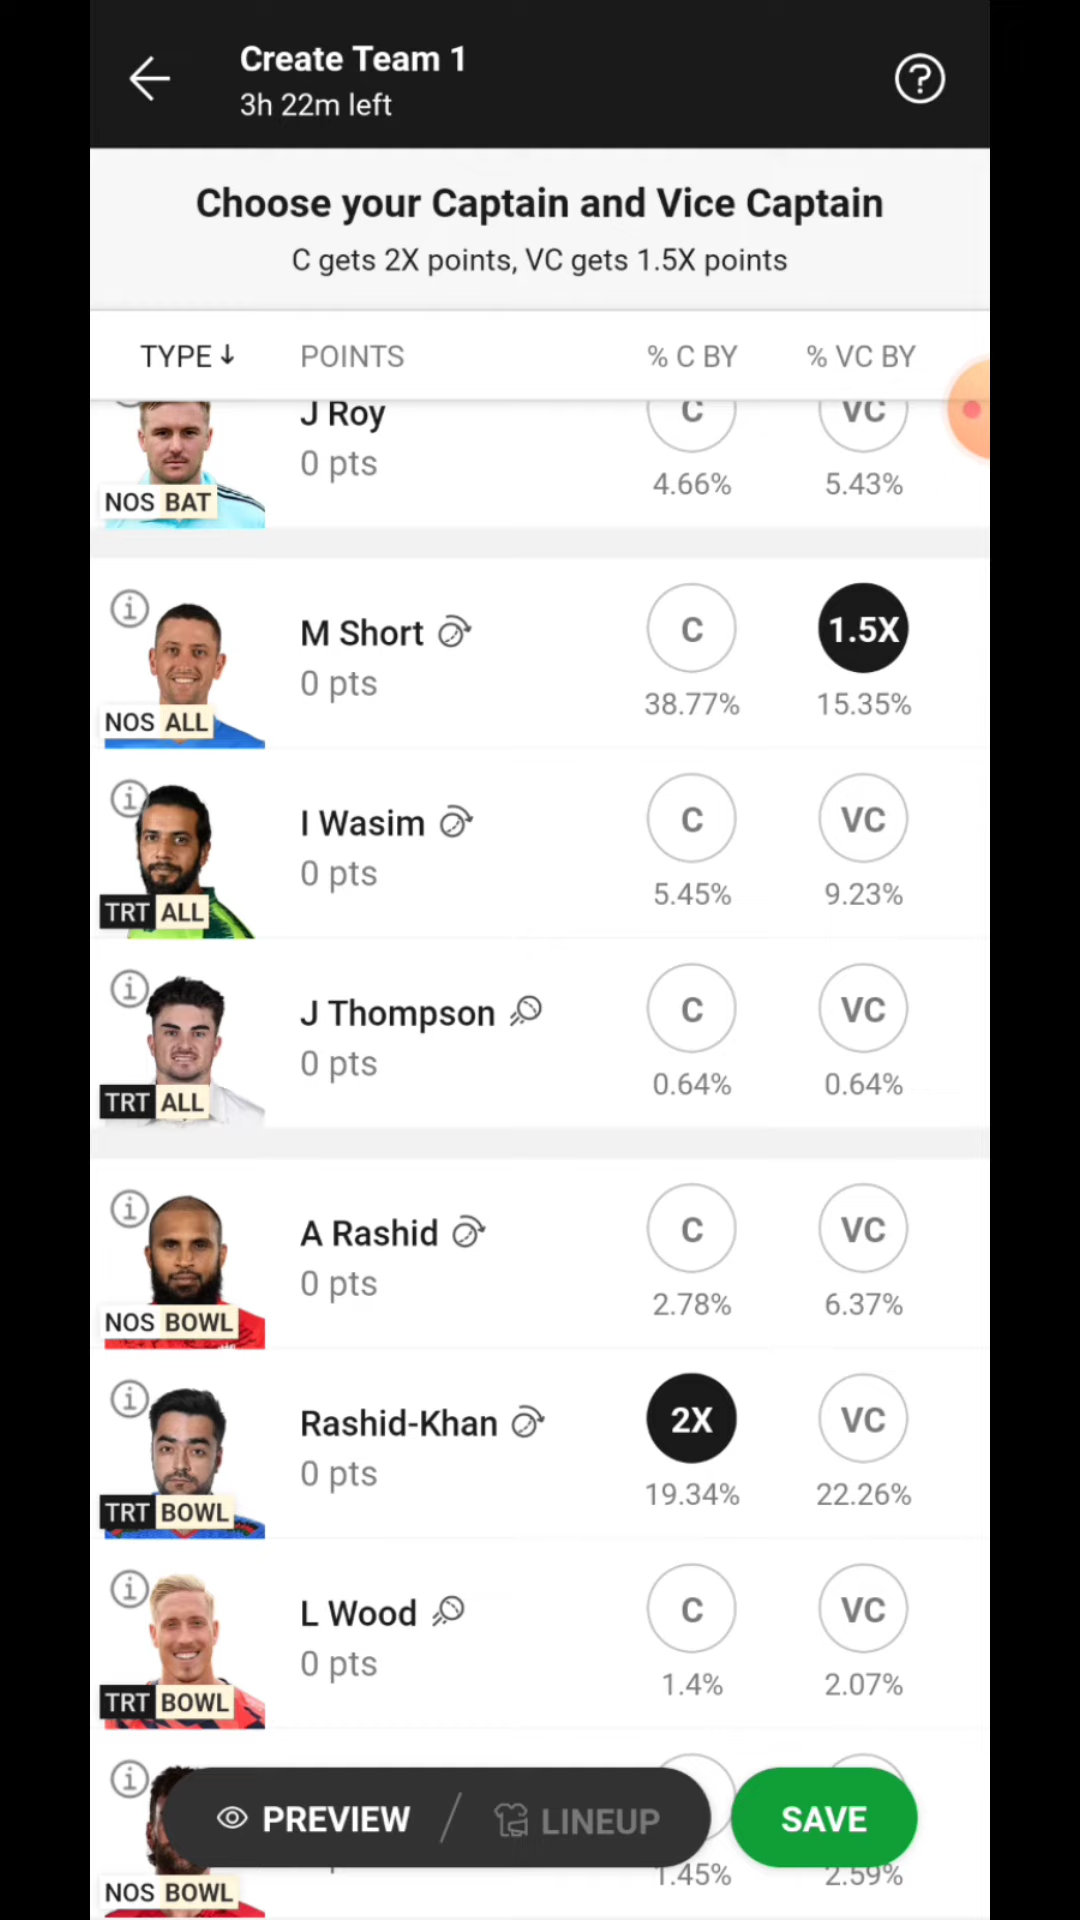 Create Team 1
3h 22m left
Choose your Captain and Vice Captain
C gets 2X points, VC gets 1.5X points
TYPE↓ POINTS % C BY % VC BY
J Roy C VC
0 pts
4.66% 5.43%
NOS BAT
M Short C 1.5X
0 pts
38.77% 15.35%
NOS ALL
I Wasim C VC
0 pts
5.45% 9.23%
TRT ALL
J Thompson C VC
0 pts
0.64% 0.64%
TRT ALL
A Rashid C VC
0 pts
2.78% 6.37%
NOS BOWL
Rashid-Khan 2X VC
0 pts
19.34% 22.26%
TRT BOWL
L Wood C VC
0 pts
1.4% 2.07%
TRT BOWL
PREVIEW / LINEUP SAVE
1.45% 2.59%
NOS BOWL